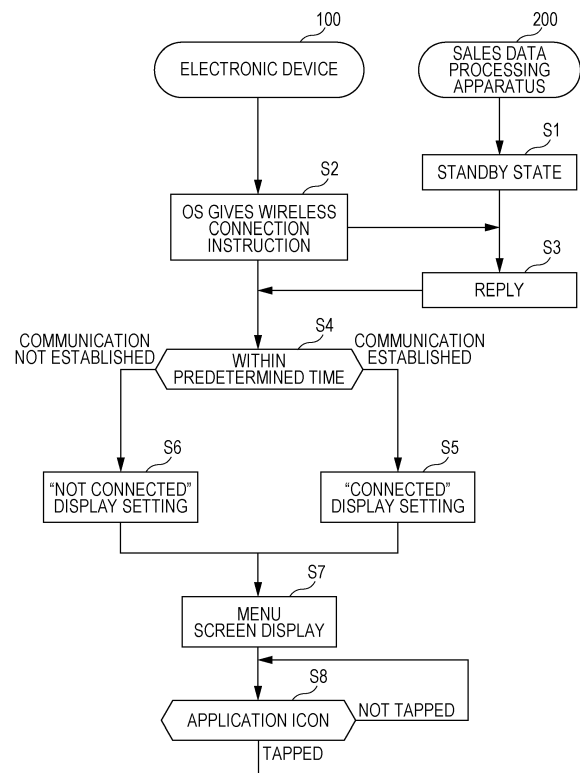 100
200
ELECTRONIC DEVICE
SALES DATA
PROCESSING
APPARATUS
S1
STANDBY STATE
S2
OS GIVES WIRELESS
CONNECTION
INSTRUCTION
S3
REPLY
S4
COMMUNICATION
NOT ESTABLISHED
WITHIN
PREDETERMINED TIME
COMMUNICATION
ESTABLISHED
S6
“NOT CONNECTED”
DISPLAY SETTING
S5
“CONNECTED”
DISPLAY SETTING
S7
MENU
SCREEN DISPLAY
S8
APPLICATION ICON
NOT TAPPED
TAPPED